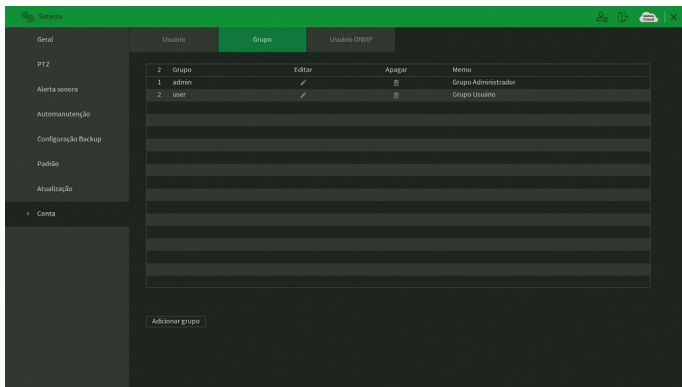 Sistema
intelbras Cloud
Geral
PTZ
Alerta sonoro
Automanutenção
Configuração Backup
Padrão
Atualização
> Conta
Usuário Grupo Usuário ONVIF
2 Grupo Editar Apagar Memo
1 admin Grupo Administrador
2 user Grupo Usuário
Adicionar grupo